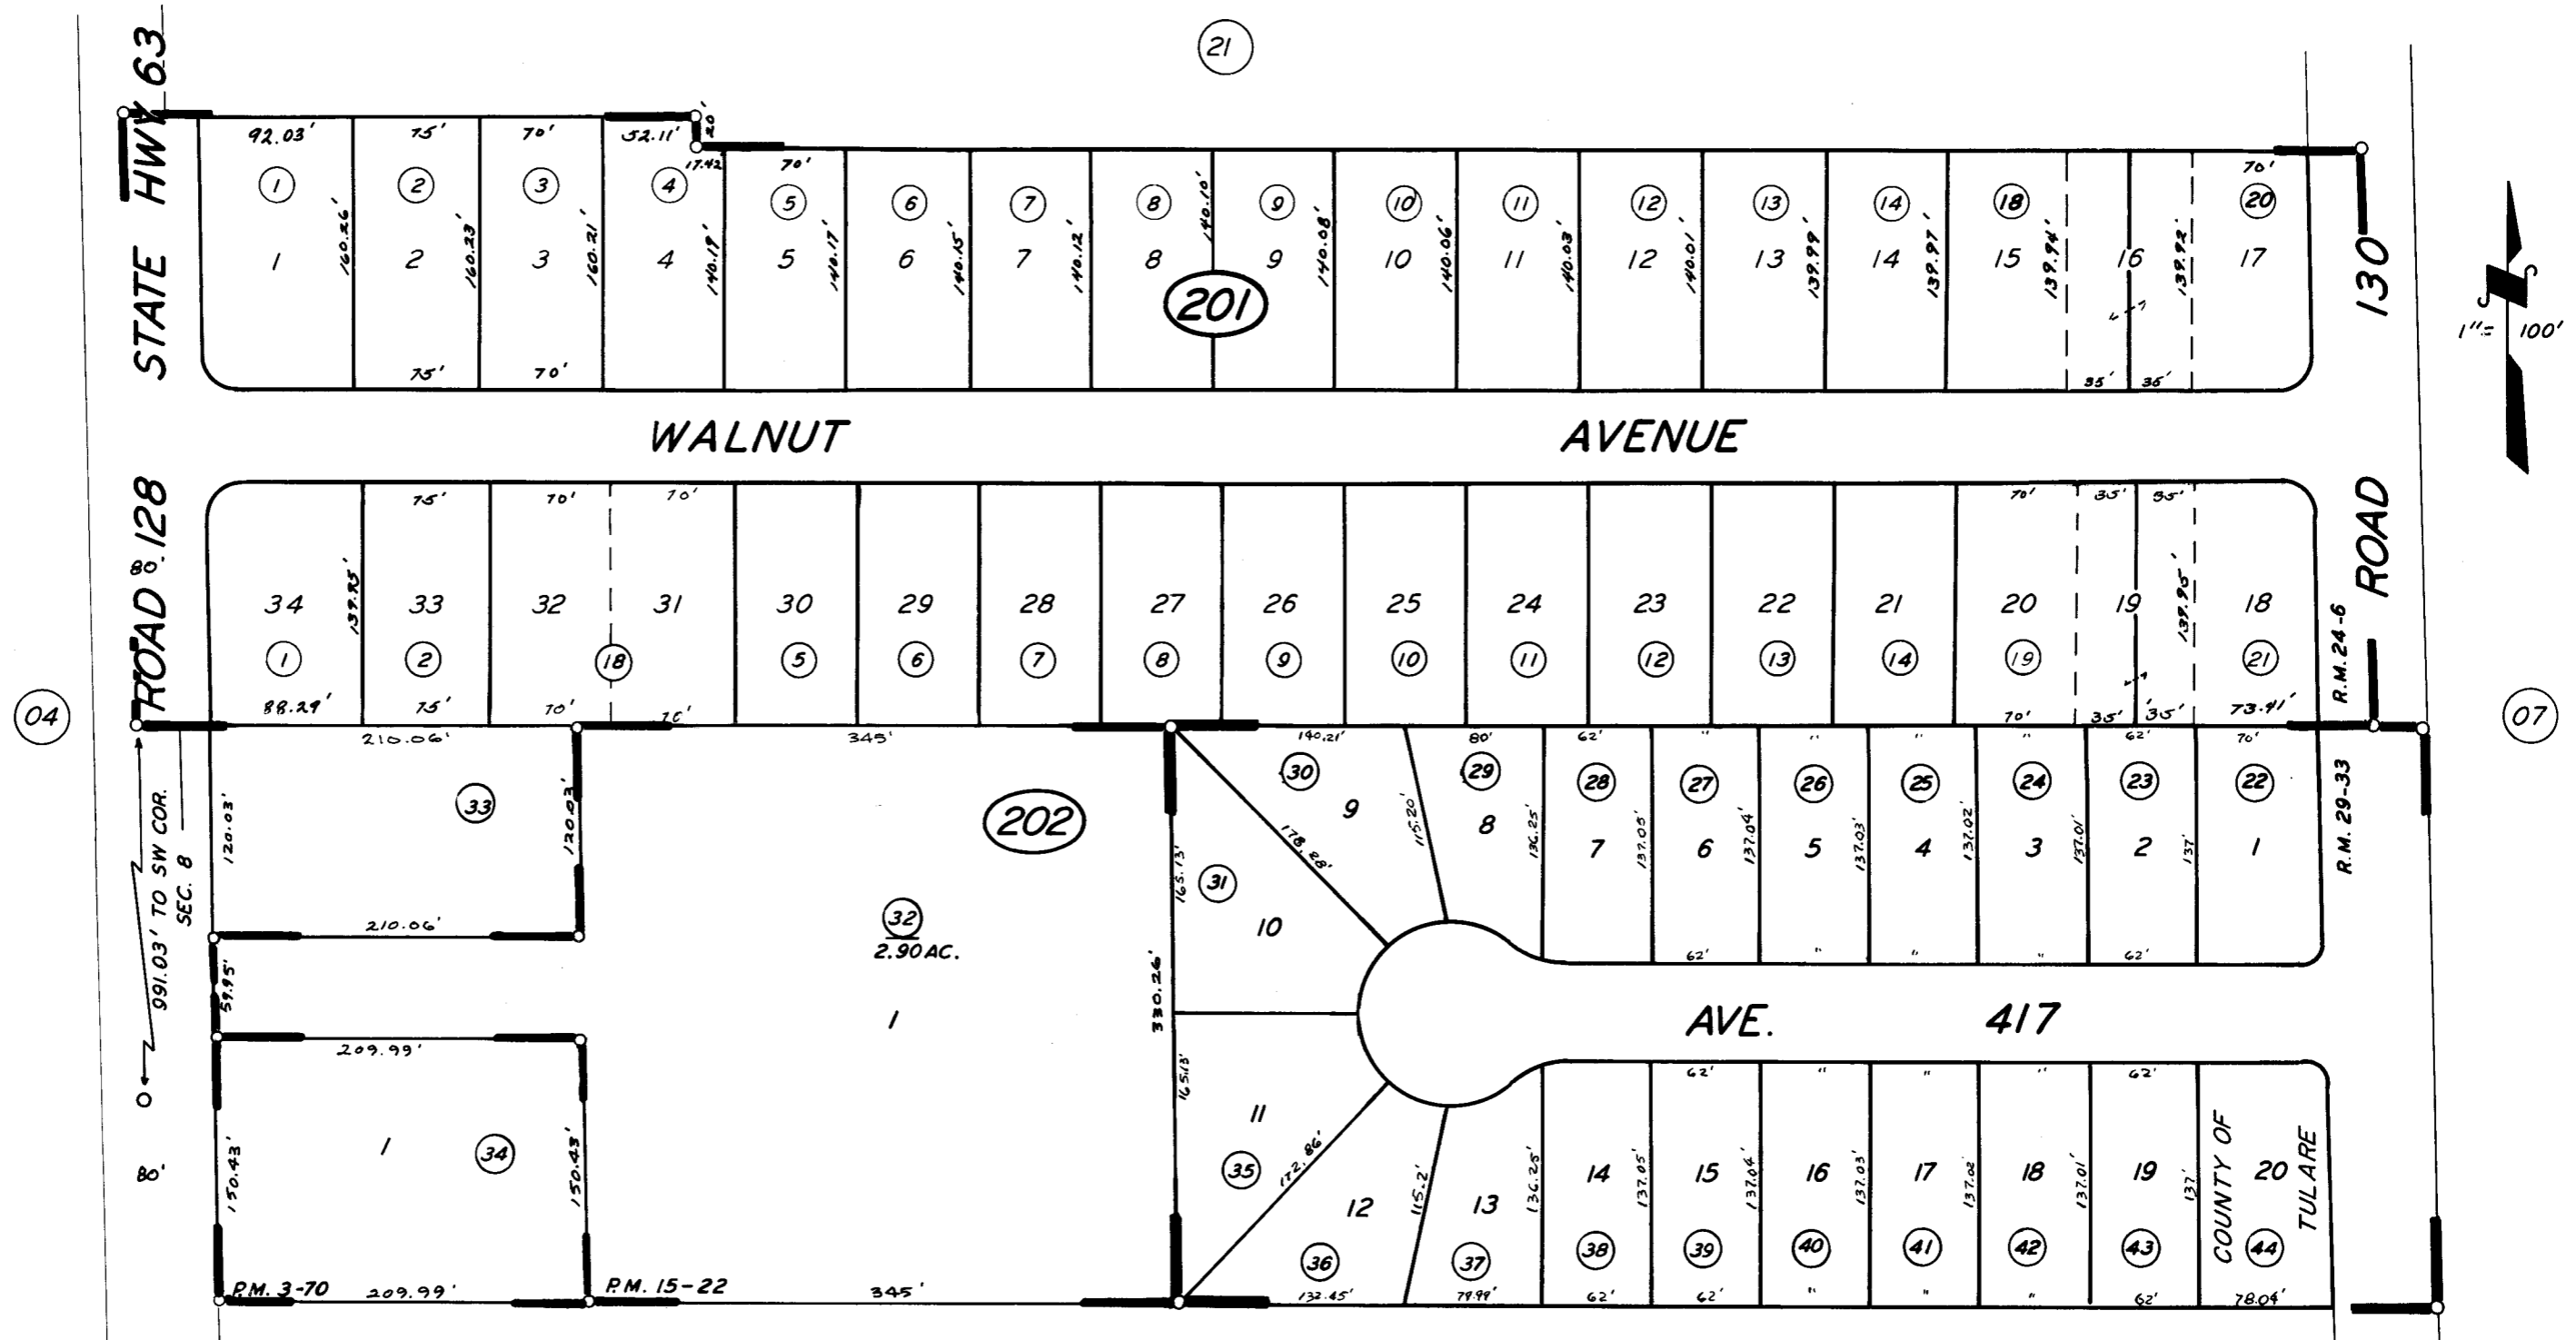 21
STATE HWY 63
92.03' 75' 70' 52.11' 20'
17.42' 70' 70'
1 2 3 4 5 6 7 8 9 10 11 12 13 14 18 20
160.26' 160.23' 160.21' 140.19' 140.17' 140.15' 140.12' 140.10' 140.08' 140.06' 140.03' 140.01' 139.99' 139.97' 139.94' 139.92'
1 2 3 4 5 6 7 8 9 10 11 12 13 14 15 16 17
201
75' 70' 35' 35'
130
1"= 100'
WALNUT AVENUE
ROAD 128
80'
ROAD
75' 70' 70' 70' 35' 35'
139.95' 139.95'
34 33 32 31 30 29 28 27 26 25 24 23 22 21 20 19 18
1 2 18 5 6 7 8 9 10 11 12 13 14 19 21
88.29' 75' 70' 70' 70' 35' 35' 73.41'
R.M. 24-6
04
07
210.06' 345' 140.21' 80' 62' " " " " 62' 70'
991.03' TO SW COR.
SEC. 8
120.03' 33 120.03'
210.06'
59.95'
202
32
2.90 AC.
1
330.26'
165.13'
165.13'
30 29 28 27 26 25 24 23 22
9 8 7 6 5 4 3 2 1
178.28' 115.20' 136.25' 137.05' 137.04' 137.03' 137.02' 137.01' 137'
R.M. 29-33
31
10
62' " " " 62'
AVE. 417
209.99'
1 34
150.43' 150.43'
80'
P.M. 3-70 209.99' P.M. 15-22 345'
62' " " " 62'
11
35
172.86' 115.2' 136.25' 137.05' 137.04' 137.03' 137.02' 137.01' 137'
12 13 14 15 16 17 18 19 20
COUNTY OF
TULARE
36 37 38 39 40 41 42 43 44
132.45' 79.99' 62' 62' " " " 62' 78.04'